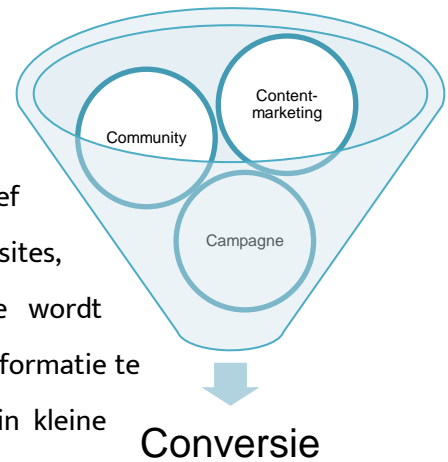 Content-
marketing
Community
ef
sites,
Campagne
e wordt
formatie te
in kleine
Conversie